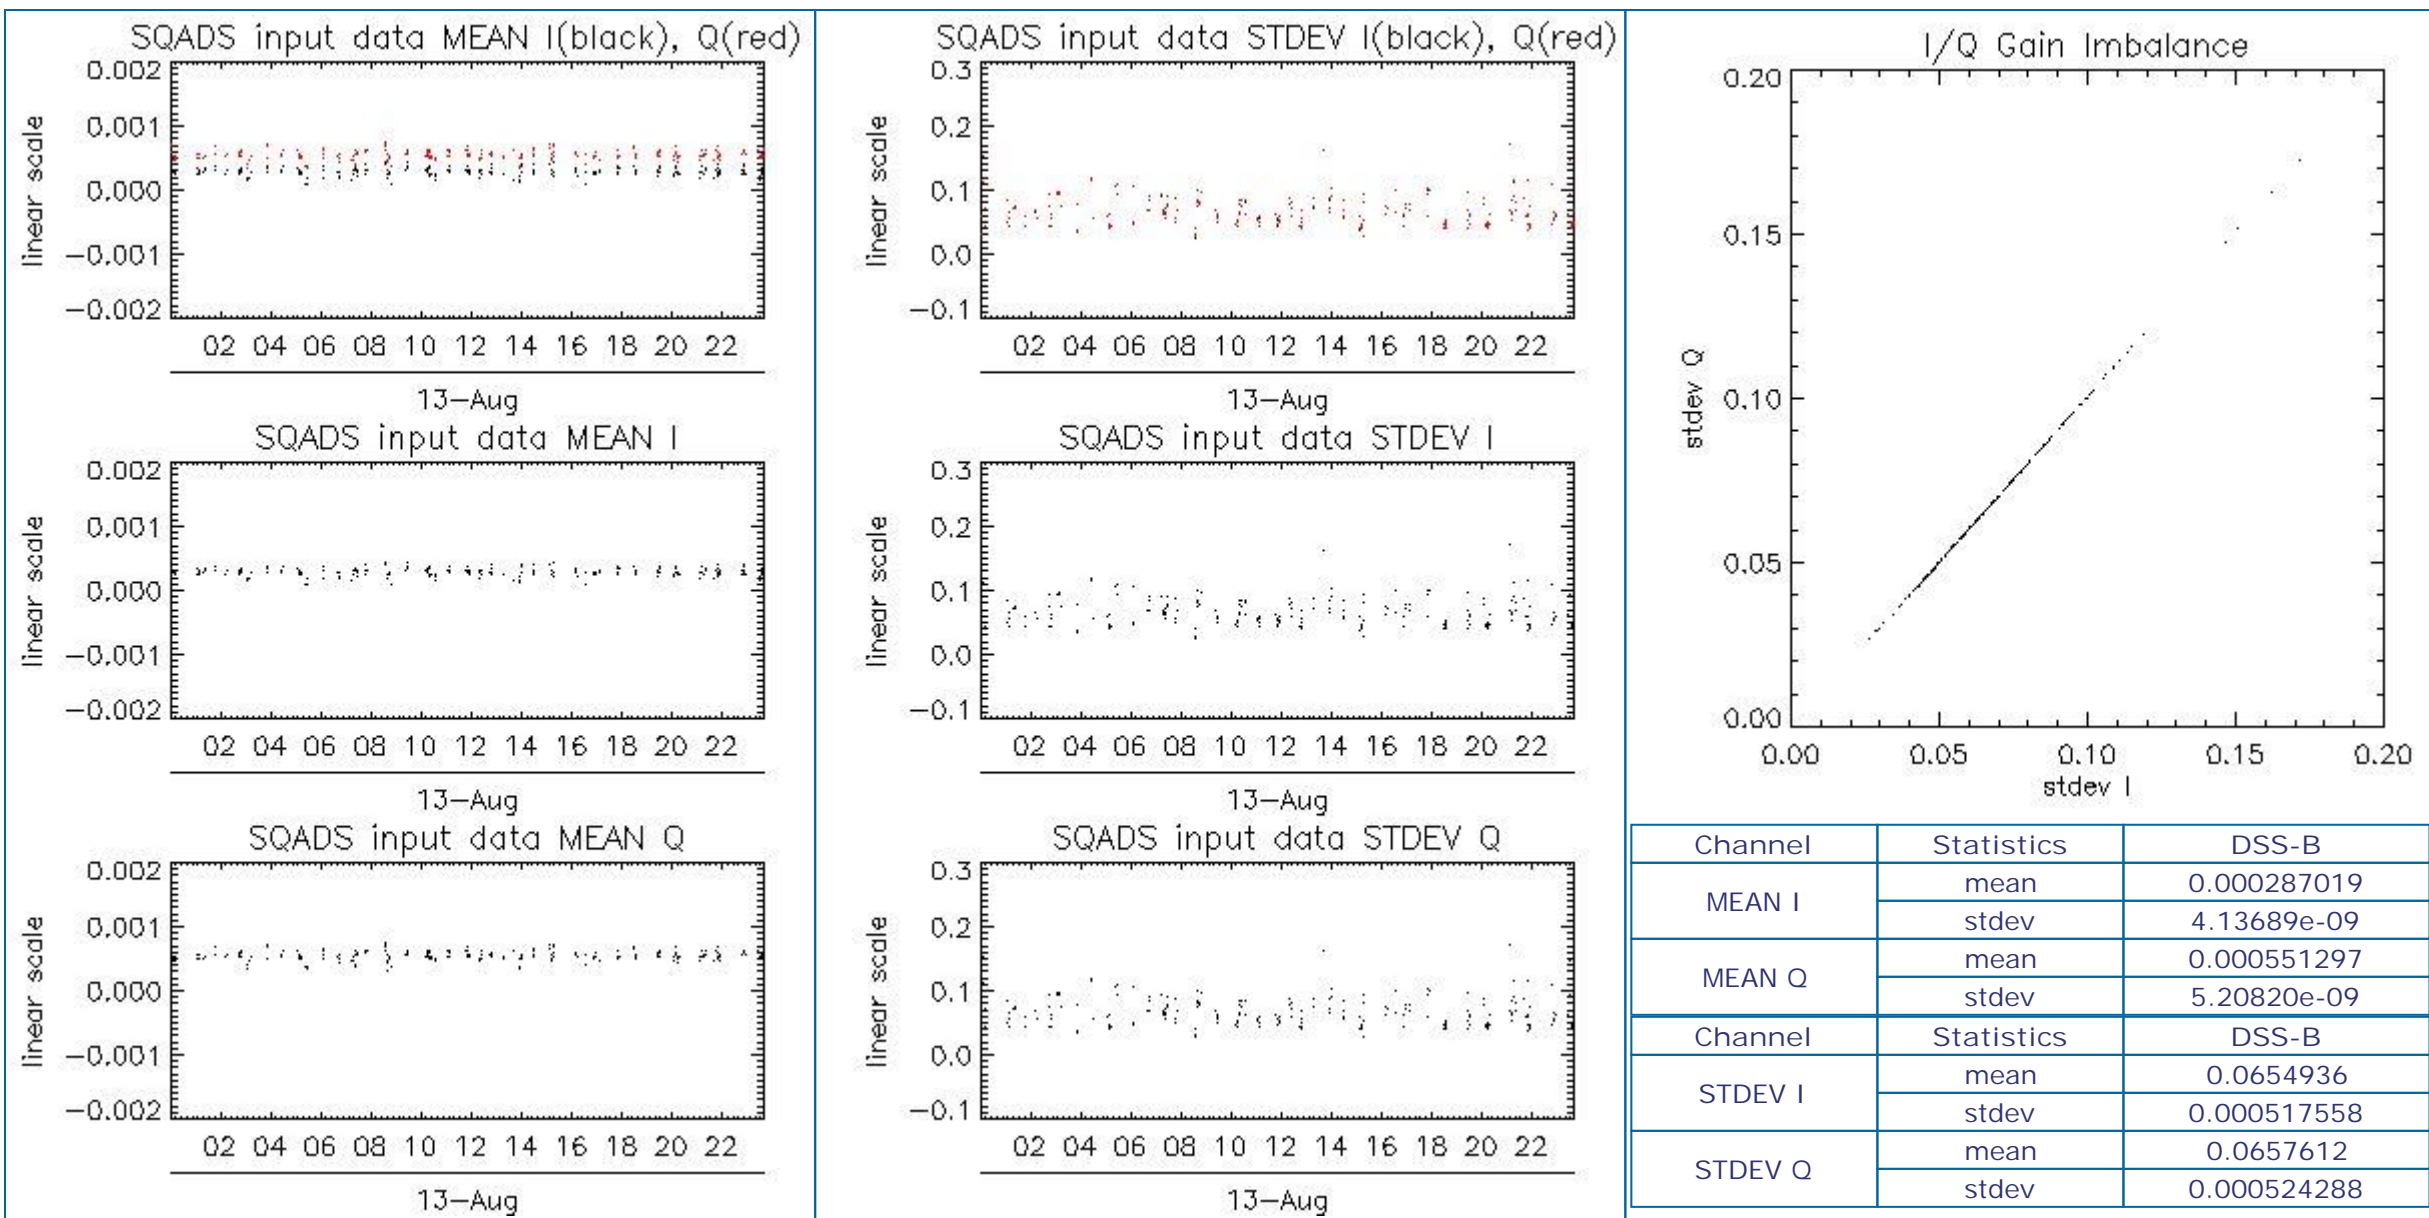 SQADS input data MEAN I(black), Q(red)
linear scale
0.002
0.001
0.000
−0.001
−0.002
02 04 06 08 10 12 14 16 18 20 22
13−Aug
SQADS input data MEAN I
linear scale
0.002
0.001
0.000
−0.001
−0.002
02 04 06 08 10 12 14 16 18 20 22
13−Aug
SQADS input data MEAN Q
linear scale
0.002
0.001
0.000
−0.001
−0.002
02 04 06 08 10 12 14 16 18 20 22
13−Aug
SQADS input data STDEV I(black), Q(red)
linear scale
0.3
0.2
0.1
0.0
−0.1
02 04 06 08 10 12 14 16 18 20 22
13−Aug
SQADS input data STDEV I
linear scale
0.3
0.2
0.1
0.0
−0.1
02 04 06 08 10 12 14 16 18 20 22
13−Aug
SQADS input data STDEV Q
linear scale
0.3
0.2
0.1
0.0
−0.1
02 04 06 08 10 12 14 16 18 20 22
13−Aug
I/Q Gain Imbalance
stdev Q
0.20
0.15
0.10
0.05
0.00
0.00 0.05 0.10 0.15 0.20
stdev I
Channel Statistics DSS-B
MEAN I mean 0.000287019
stdev 4.13689e-09
MEAN Q mean 0.000551297
stdev 5.20820e-09
Channel Statistics DSS-B
STDEV I mean 0.0654936
stdev 0.000517558
STDEV Q mean 0.0657612
stdev 0.000524288